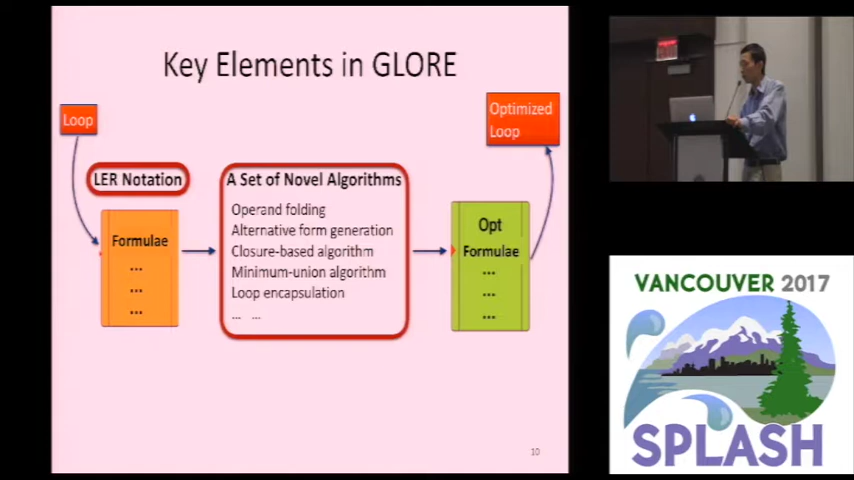 Key Elements in GLORE
Loop
Optimized
Loop
LER Notation
A Set of Novel Algorithms
Formulae
...
...
...
Operand folding
Alternative form generation
Closure-based algorithm
Minimum-union algorithm
Loop encapsulation
... ...
Opt
Formulae
...
...
...
10
VANCOUVER 2017
SPLASH